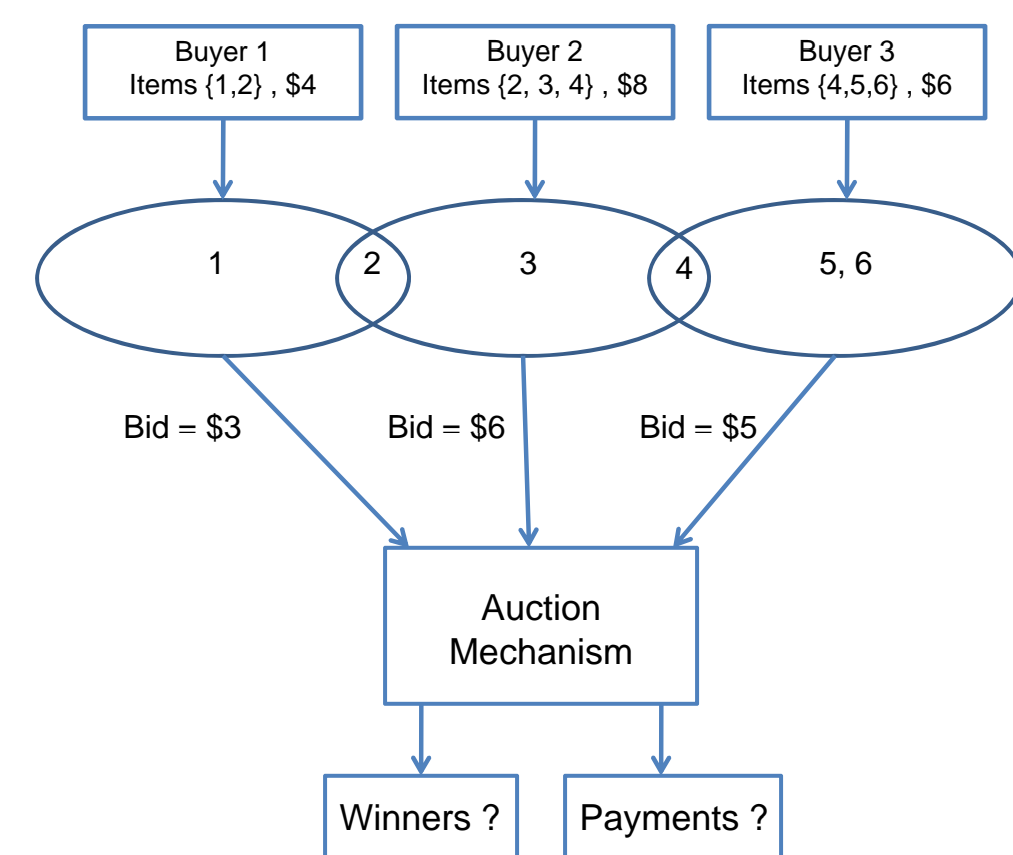 Buyer 1
Items {1,2} , $4
Buyer 2
Items {2, 3, 4} , $8
Buyer 3
Items {4,5,6} , $6
1
2
3
4
5, 6
Bid = $3
Bid = $6
Bid = $5
Auction
Mechanism
Winners ?
Payments ?